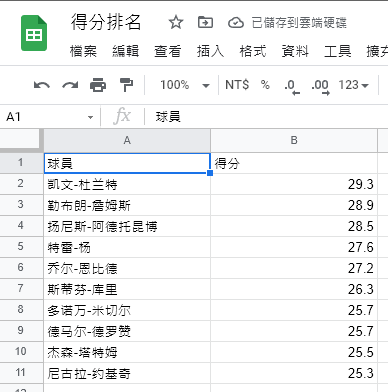 得分排名 已儲存到雲端硬碟
檔案 編輯 查看 插入 格式 資料 工具
100% NT$ % .0 .00 123
A1 fx 球員
A B
1 球員 得分
2 凯文-杜兰特 29.3
3 勒布朗-詹姆斯 28.9
4 扬尼斯-阿德托昆博 28.5
5 特雷-杨 27.6
6 乔尔-恩比德 27.2
7 斯蒂芬-库里 26.3
8 多诺万-米切尔 25.7
9 德马尔-德罗赞 25.7
10 杰森-塔特姆 25.5
11 尼古拉-约基奇 25.3